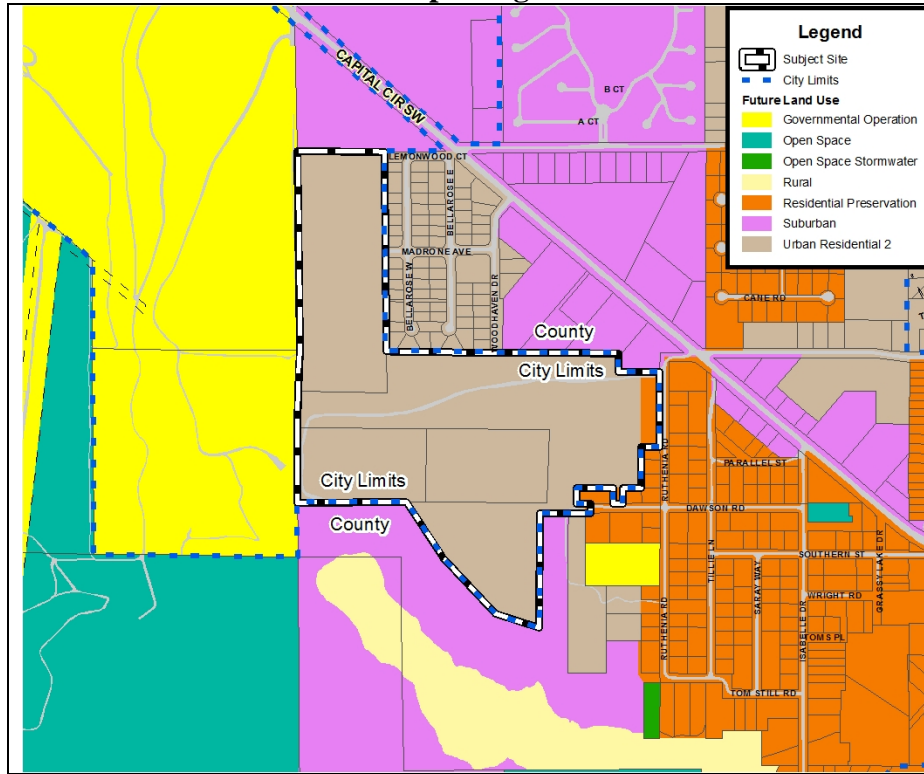 CAPITAL CIR SW
B CT
A CT
LEMONWOOD CT
BELLAROSE E
MADRONE AVE
BELLAROSE W
WOODHAVEN DR
CANE RD
County
City Limits
City Limits
County
RUTHENIA RD
PARALLEL ST
DAWSON RD
TILLIE LN
SOUTHERN ST
SARAY WAY
GRASSY LAKE DR
WRIGHT RD
ISABELLE DR
TOMS PL
RUTHENIA RD
TOM STILL RD
Legend
Subject Site
City Limits
Future Land Use
Governmental Operation
Open Space
Open Space Stormwater
Rural
Residential Preservation
Suburban
Urban Residential 2